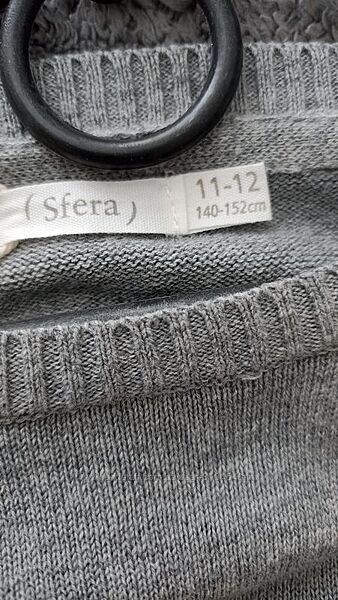 ( Sfera )
11-12
140-152cm